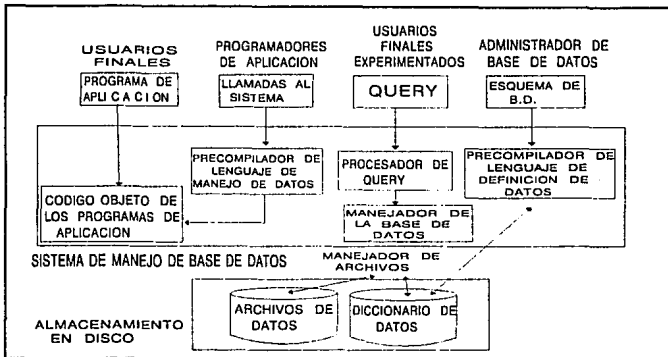 USUARIOS
FINALES
PROGRAMADORES
DE APLICACION
USUARIOS
FINALES
EXPERIMENTADOS
ADMINISTRADOR DE
BASE DE DATOS
PROGRAMA DE
APLICACION
LLAMADAS AL
SISTEMA
QUERY
ESQUEMA DE
B.D.
PRECOMPILADOR DE
LENGUAJE DE
MANEJO DE DATOS
PROCESADOR DE
QUERY
PRECOMPILADOR DE
LENGUAJE DE
DEFINICION DE
DATOS
CODIGO OBJETO DE
LOS PROGRAMAS DE
APLICACION
MANEJADOR DE
LA BASE DE
DATOS
SISTEMA DE MANEJO DE BASE DE DATOS
MANEJADOR DE
ARCHIVOS
ARCHIVOS DE
DATOS
DICCIONARIO DE
DATOS
ALMACENAMIENTO
EN DISCO